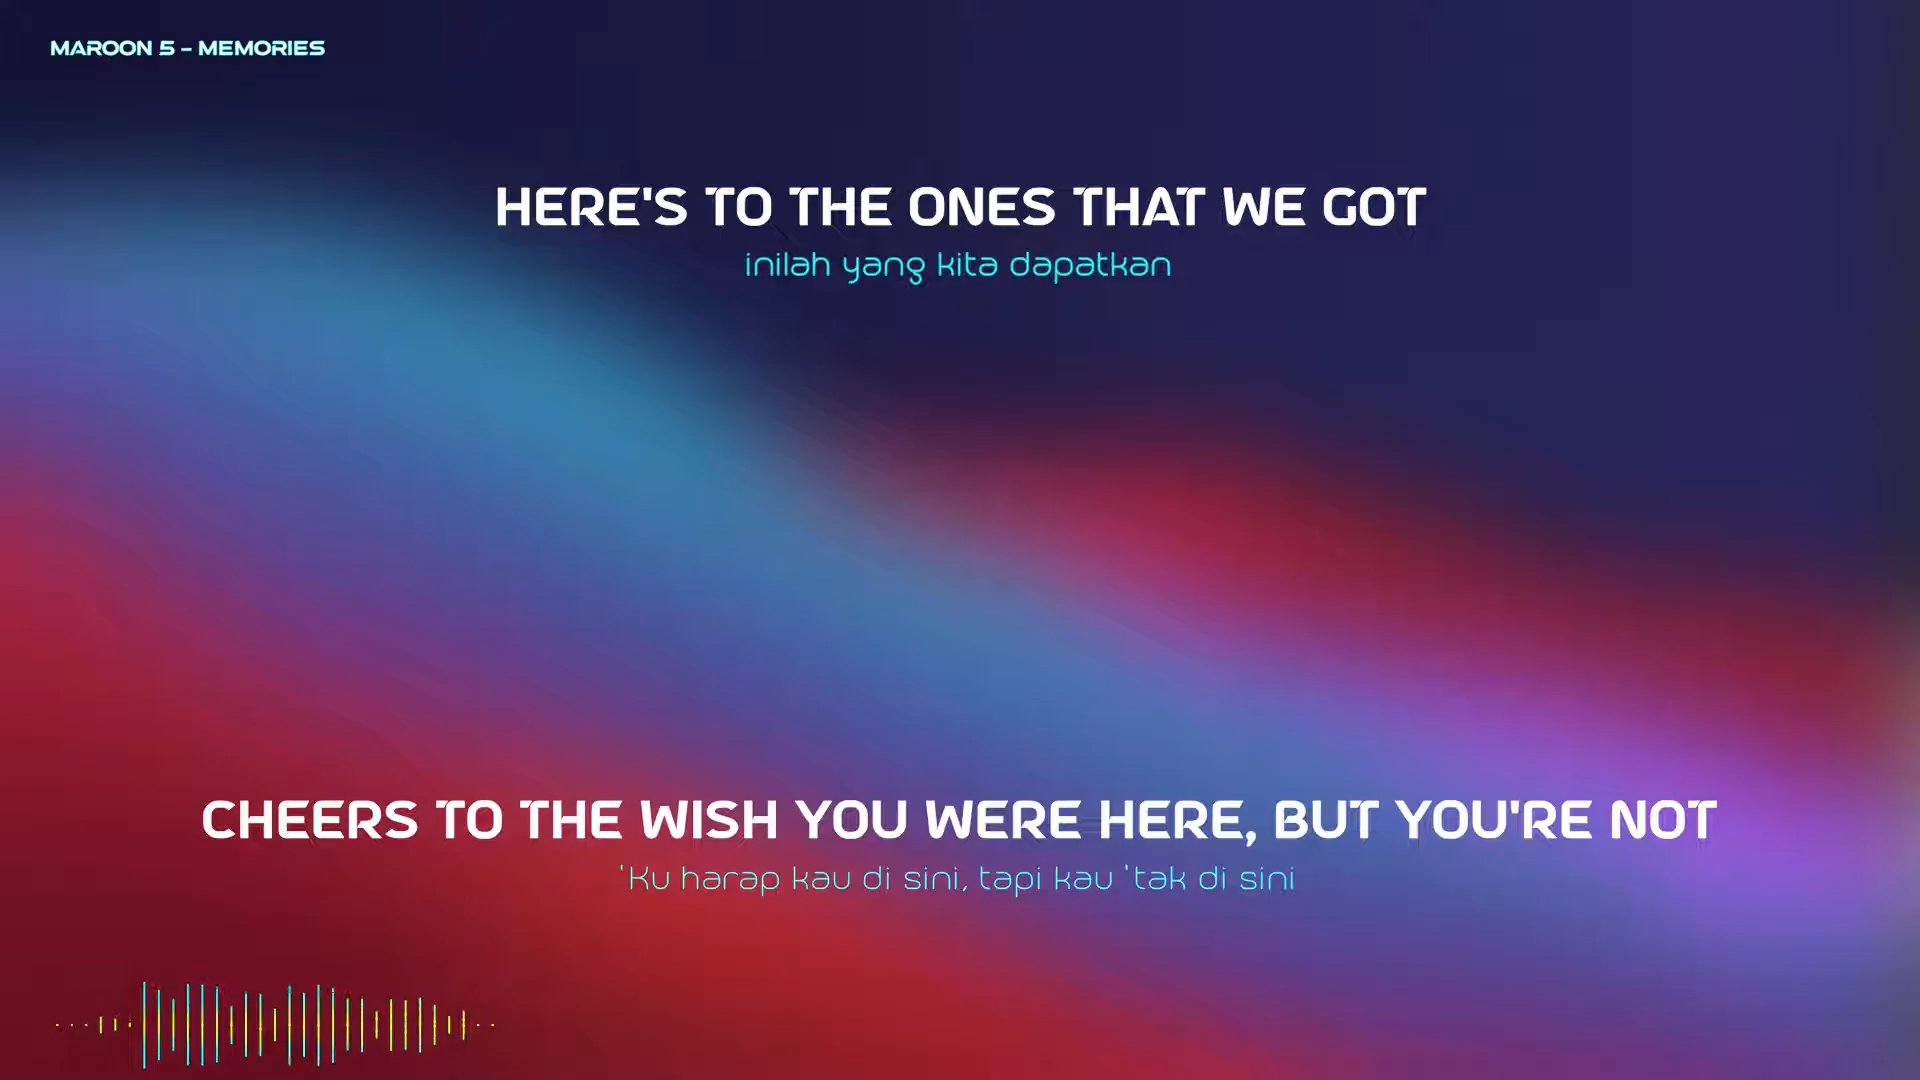 MAROON 5 - MEMORIES
HERE'S TO THE ONES THAT WE GOT
inilah yang kita dapatkan
CHEERS TO THE WISH YOU WERE HERE, BUT YOU'RE NOT
'Ku harap kau di sini, tapi kau 'tak di sini